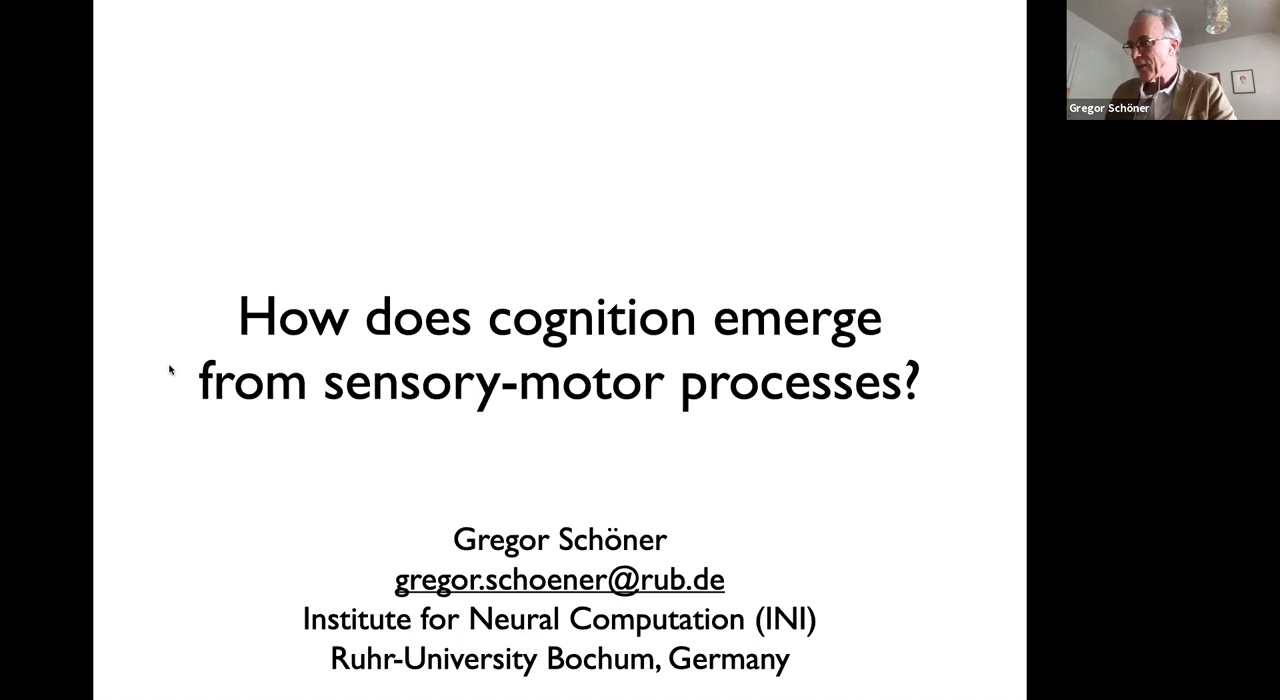 Gregor Schöner
How does cognition emerge
from sensory-motor processes?
Gregor Schöner
gregor.schoener@rub.de
Institute for Neural Computation (INI)
Ruhr-University Bochum, Germany